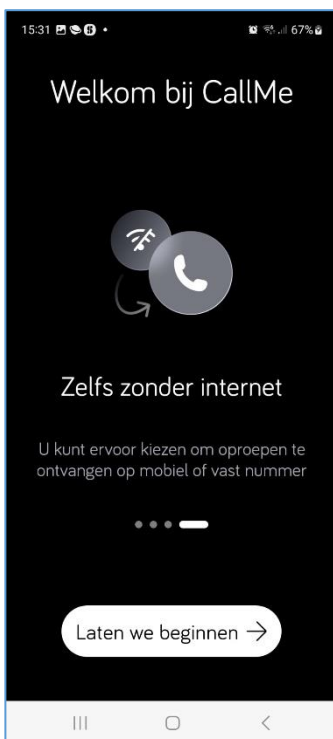 15:31 67%
Welkom bij CallMe
Zelfs zonder internet
U kunt ervoor kiezen om oproepen te
ontvangen op mobiel of vast nummer
Laten we beginnen